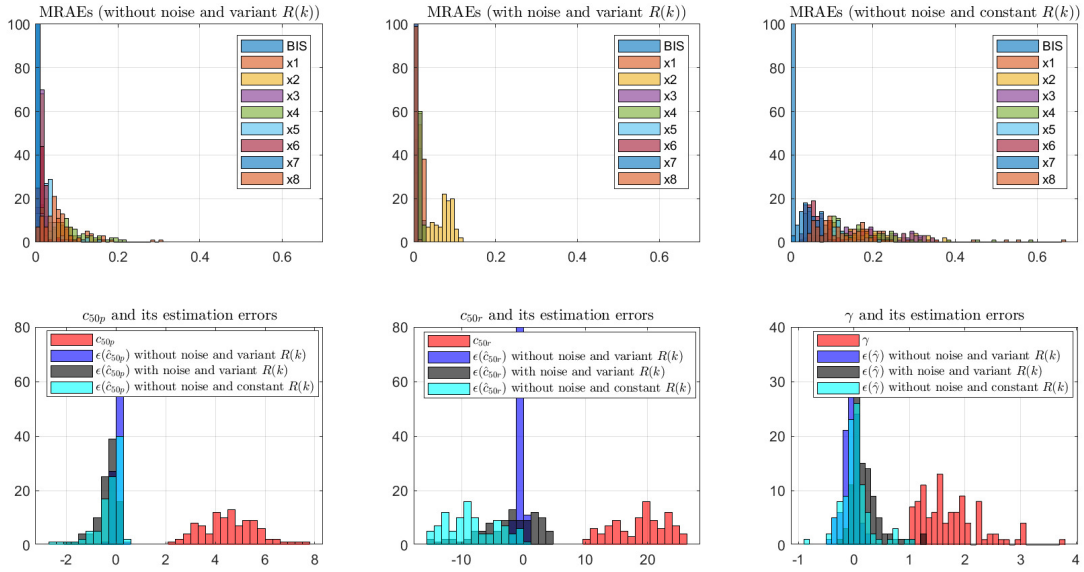 MRAEs (without noise and variant R(k))
100
80
60
40
20
0
0
0.2
0.4
0.6
BIS
x1
x2
x3
x4
x5
x6
x7
x8
MRAEs (with noise and variant R(k))
100
80
60
40
20
0
0
0.2
0.4
0.6
BIS
x1
x2
x3
x4
x5
x6
x7
x8
MRAEs (without noise and constant R(k))
100
80
60
40
20
0
0
0.2
0.4
0.6
BIS
x1
x2
x3
x4
x5
x6
x7
x8
c50p and its estimation errors
80
60
40
20
0
-2
0
2
4
6
8
c50p
ϵ(ĉ50p) without noise and variant R(k)
ϵ(ĉ50p) with noise and variant R(k)
ϵ(ĉ50p) without noise and constant R(k)
c50r and its estimation errors
80
60
40
20
0
-10
0
10
20
c50r
ϵ(ĉ50r) without noise and variant R(k)
ϵ(ĉ50r) with noise and variant R(k)
ϵ(ĉ50r) without noise and constant R(k)
γ and its estimation errors
40
30
20
10
0
-1
0
1
2
3
4
γ
ϵ(γ̂) without noise and variant R(k)
ϵ(γ̂) with noise and variant R(k)
ϵ(γ̂) without noise and constant R(k)